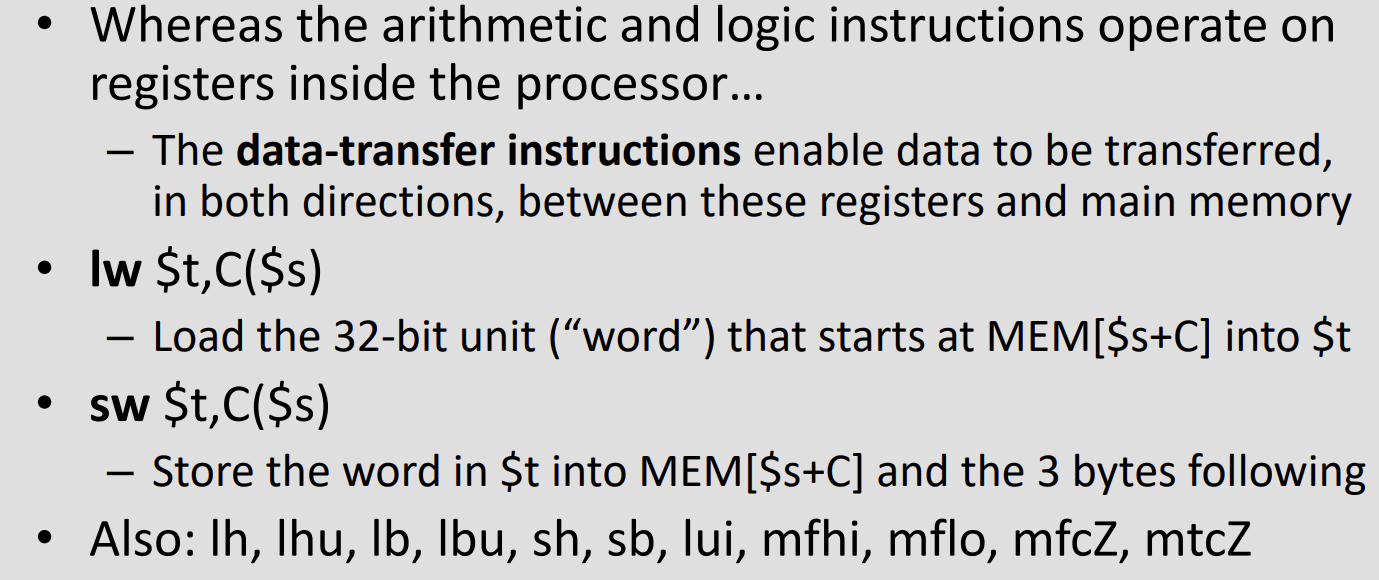 • Whereas the arithmetic and logic instructions operate on
registers inside the processor…
– The data-transfer instructions enable data to be transferred,
in both directions, between these registers and main memory
• lw $t,C($s)
– Load the 32-bit unit (“word”) that starts at MEM[$s+C] into $t
• sw $t,C($s)
– Store the word in $t into MEM[$s+C] and the 3 bytes following
• Also: lh, lhu, lb, lbu, sh, sb, lui, mfhi, mflo, mfcZ, mtcZ